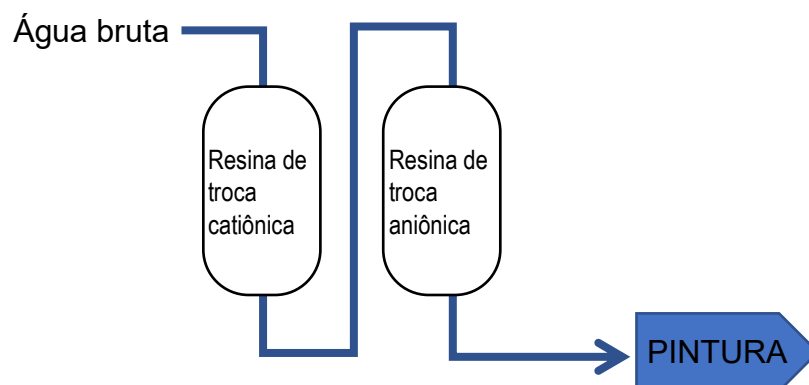 Água bruta
Resina de
troca
catiônica
Resina de
troca
aniônica
PINTURA